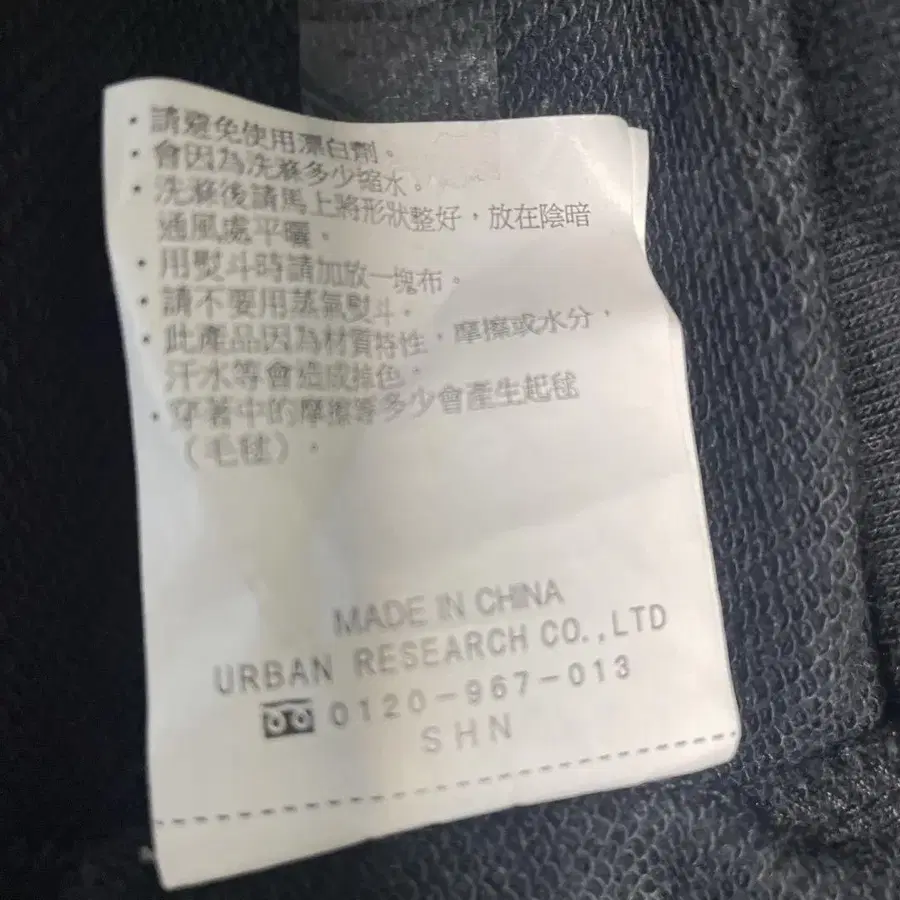 ・請避免使用漂白劑。
・會因為洗滌多少縮水。
・洗滌後請馬上將形狀整好，放在陰暗
通風處平曬。
・用熨斗時請加放一塊布。
・請不要用蒸氣熨斗。
・此產品因為材質特性，摩擦或水分，
汗水等會造成掉色。
・穿著中的摩擦等多少會產生起毬
（毛毬）。
MADE IN CHINA
URBAN RESEARCH CO.,LTD
0120-967-013
SHN